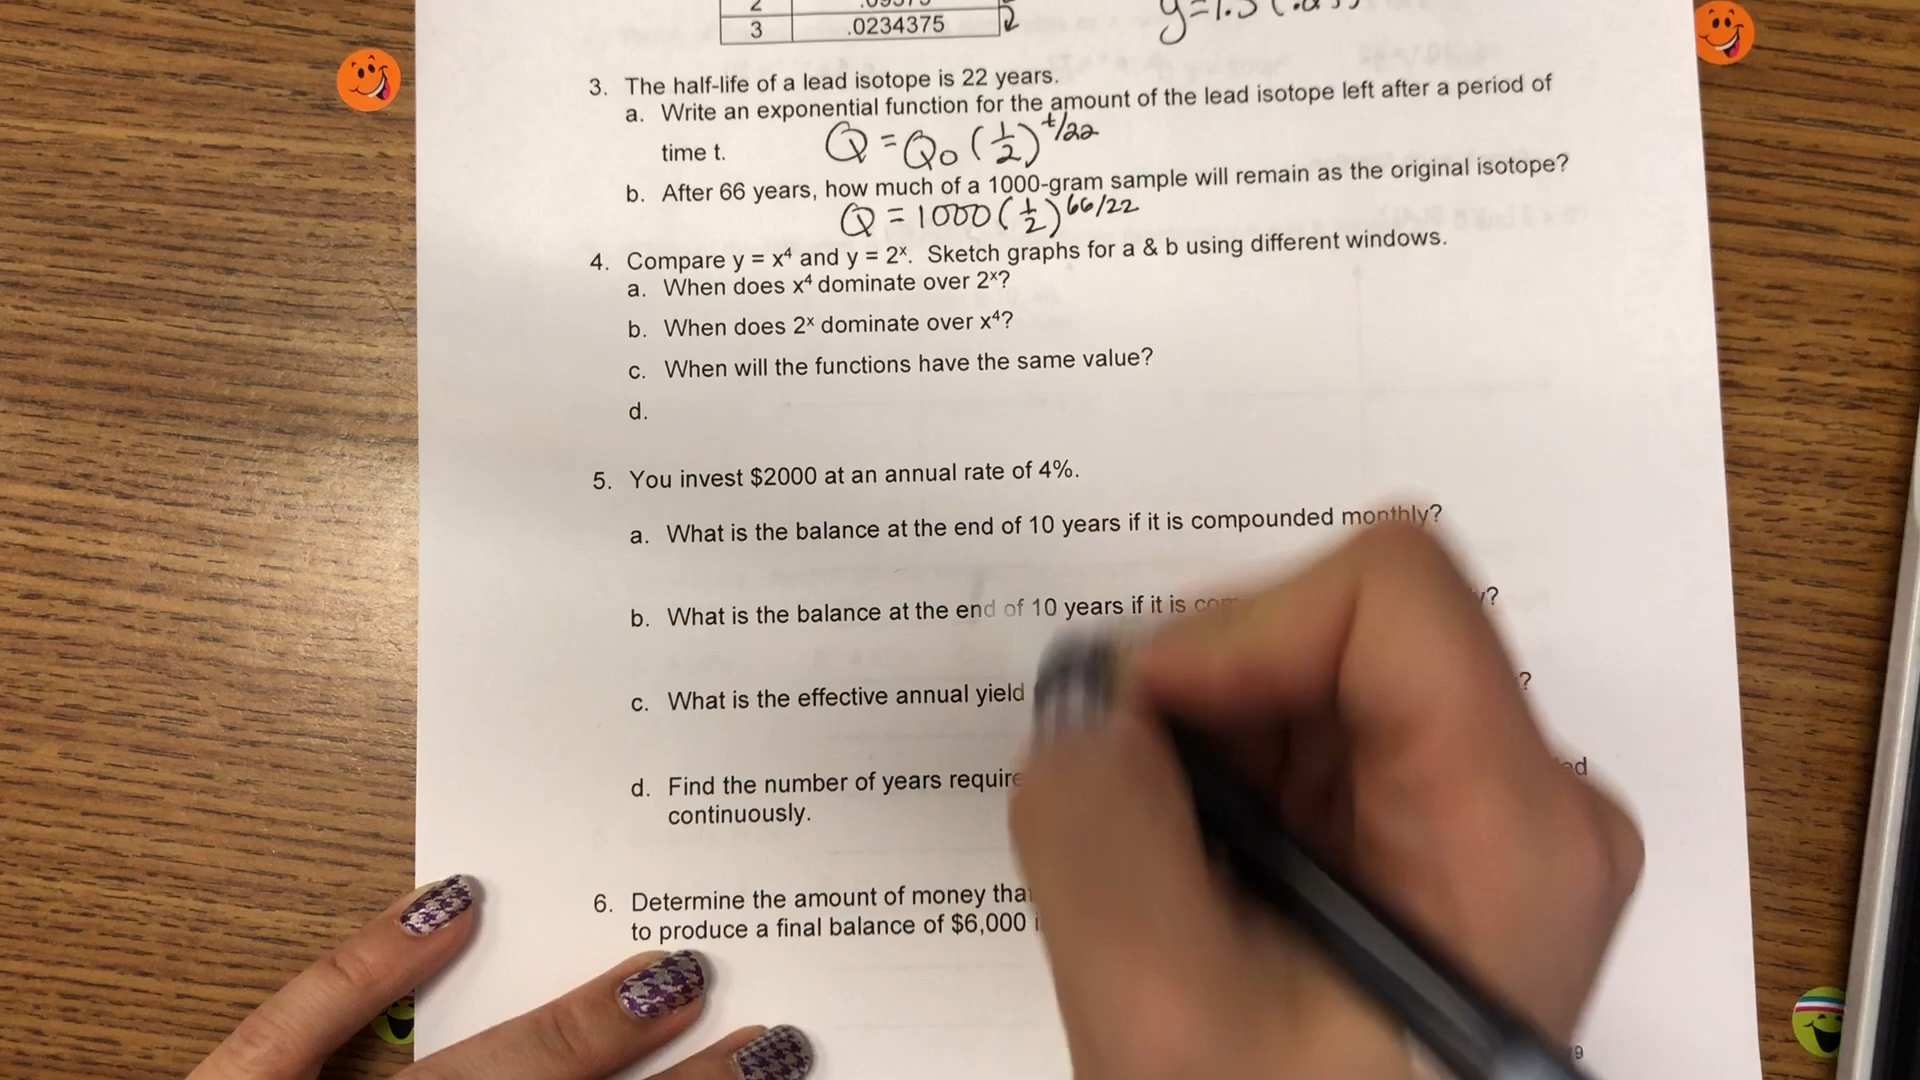 2
3 .0234375 2
y=1.5(
3. The half-life of a lead isotope is 22 years.
a. Write an exponential function for the amount of the lead isotope left after a period of
time t. Q = Q₀ (1/2)^t/22
b. After 66 years, how much of a 1000-gram sample will remain as the original isotope?
Q = 1000 (1/2)^66/22
4. Compare y = x⁴ and y = 2ˣ. Sketch graphs for a & b using different windows.
a. When does x⁴ dominate over 2ˣ?
b. When does 2ˣ dominate over x⁴?
c. When will the functions have the same value?
d.
5. You invest $2000 at an annual rate of 4%.
a. What is the balance at the end of 10 years if it is compounded monthly?
b. What is the balance at the end of 10 years if it is ?
c. What is the effective annual yield ?
d. Find the number of years
continuously.
6. Determine the amount of money
to produce a final balance of $6,000
9